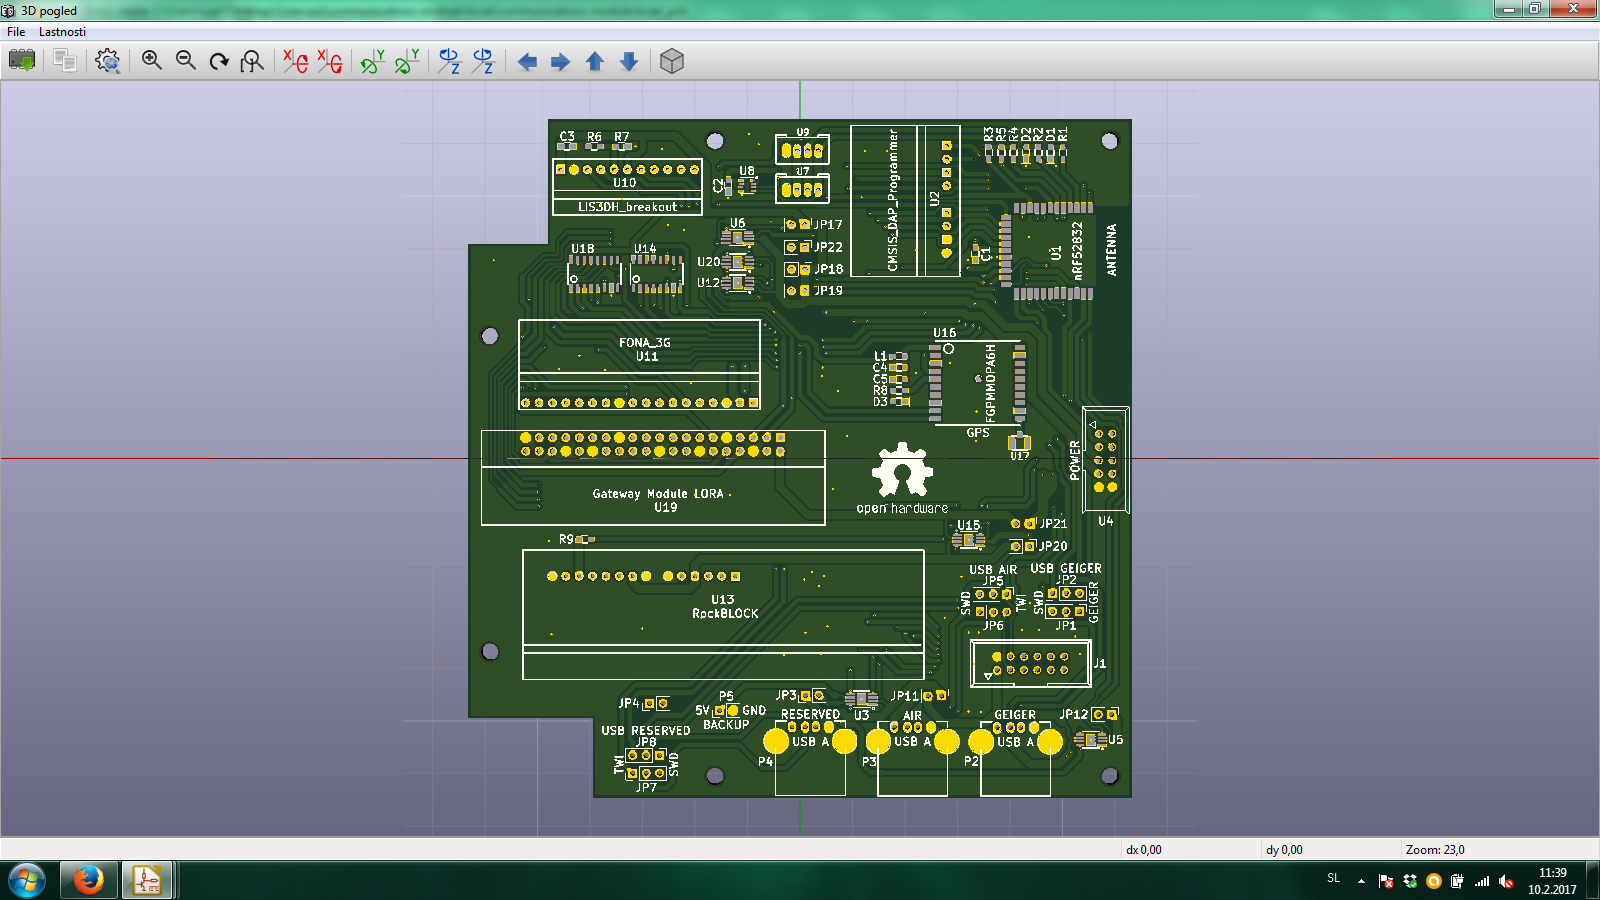 3D pogled
File Lastnosti
X X Y Y Z Z
C3 R6 R7
U10
LIS3DH_breakout
C2
U8
U9
U7
CMSIS_DAP_Programmer
U2
R3
R5
R4
D2
R2
D1
R1
U6
JP17
U20
JP22
U12
JP18
JP19
C1
U1
nRF52832
ANTENNA
U18 U14
FONA_3G
U11
U16
L1
C4
C5
R8
D3
FGPMMOPA6H
GPS
U17
POWER
U4
Gateway Module LORA
U19
open hardware
R9
U15
JP21
JP20
U13
RockBLOCK
USB AIR
JP5
SWD
TWI
JP6
USB GEIGER
JP2
SWD
GEIGER
JP1
J1
JP4
P5
5V GND
BACKUP
JP3
U3
JP11
JP12
U5
RESERVED
USB A
P4
AIR
USB A
P3
GEIGER
USB A
P2
USB RESERVED
JP8
TWI
SWD
JP7
dx 0,00
dy 0,00
Zoom: 23,0
SL
11:39
10.2.2017